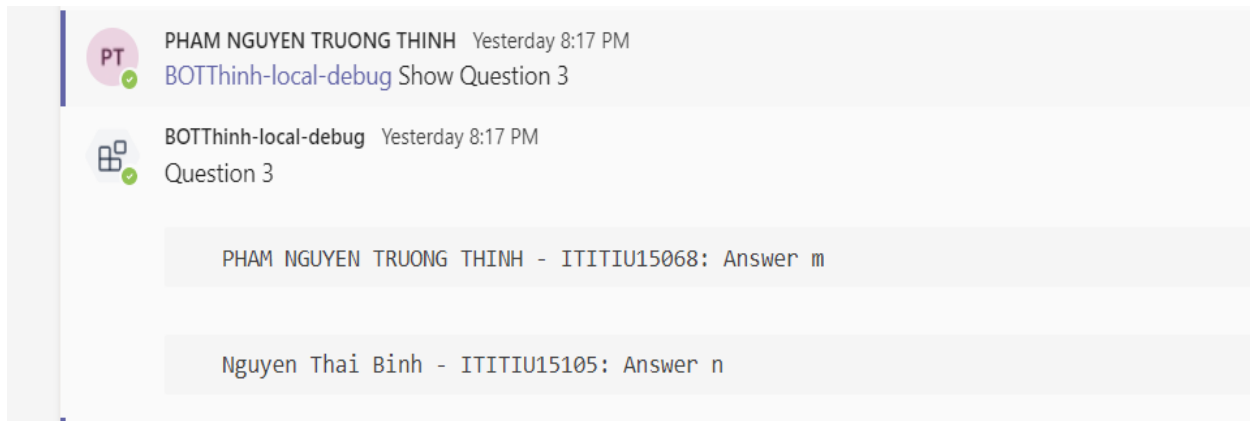 PT
PHAM NGUYEN TRUONG THINH Yesterday 8:17 PM
BOTThinh-local-debug Show Question 3
BOTThinh-local-debug Yesterday 8:17 PM
Question 3
PHAM NGUYEN TRUONG THINH - ITITIU15068: Answer m
Nguyen Thai Binh - ITITIU15105: Answer n